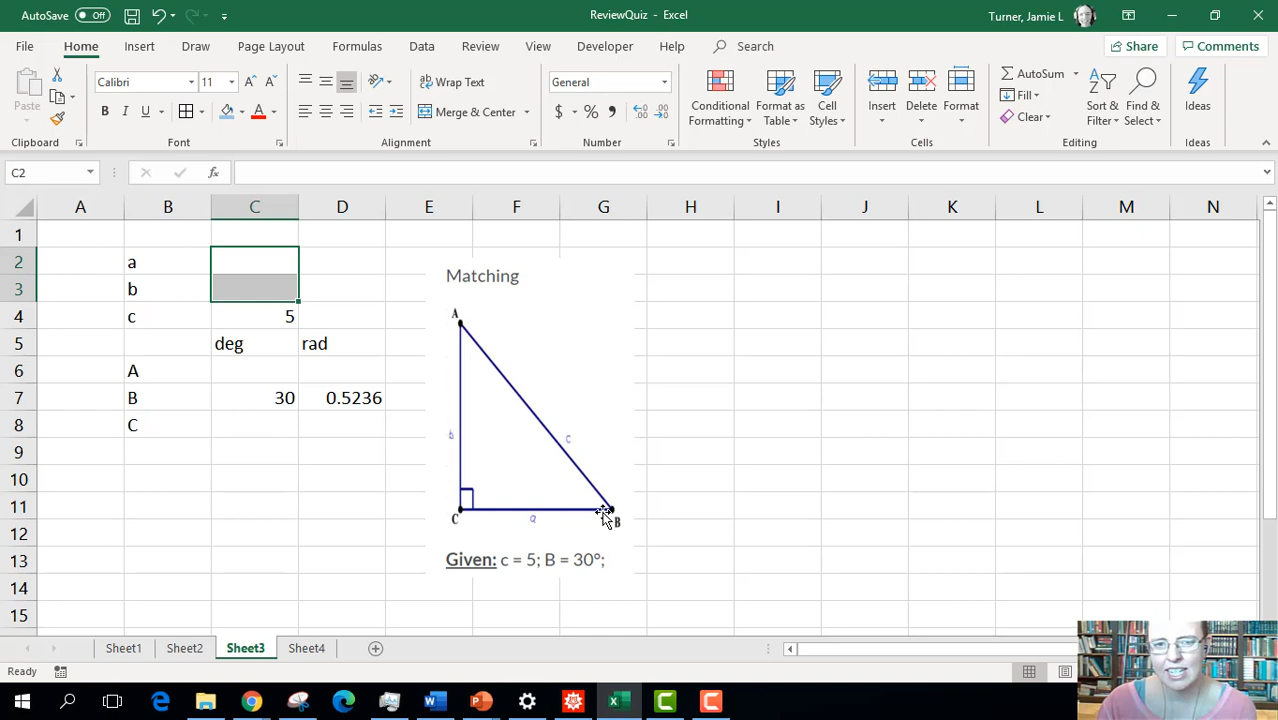 AutoSave Off
ReviewQuiz - Excel
Turner, Jamie L
File Home Insert Draw Page Layout Formulas Data Review View Developer Help Search Share Comments
Paste
Calibri 11
B I U
Wrap Text
Merge & Center
General
$ % ,
Conditional Formatting
Format as Table
Cell Styles
Insert
Delete
Format
AutoSum
Fill
Clear
Sort & Filter
Find & Select
Ideas
Clipboard Font Alignment Number Styles Cells Editing Ideas
C2 fx
A B C D E F G H I J K L M N
1
2 a
3 b
4 c 5
5 deg rad
6 A
7 B 30 0.5236
8 C
9
10
11
12
13
14
15
Matching
A
b
c
C
a
B
Given: c = 5; B = 30°;
Sheet1 Sheet2 Sheet3 Sheet4
Ready